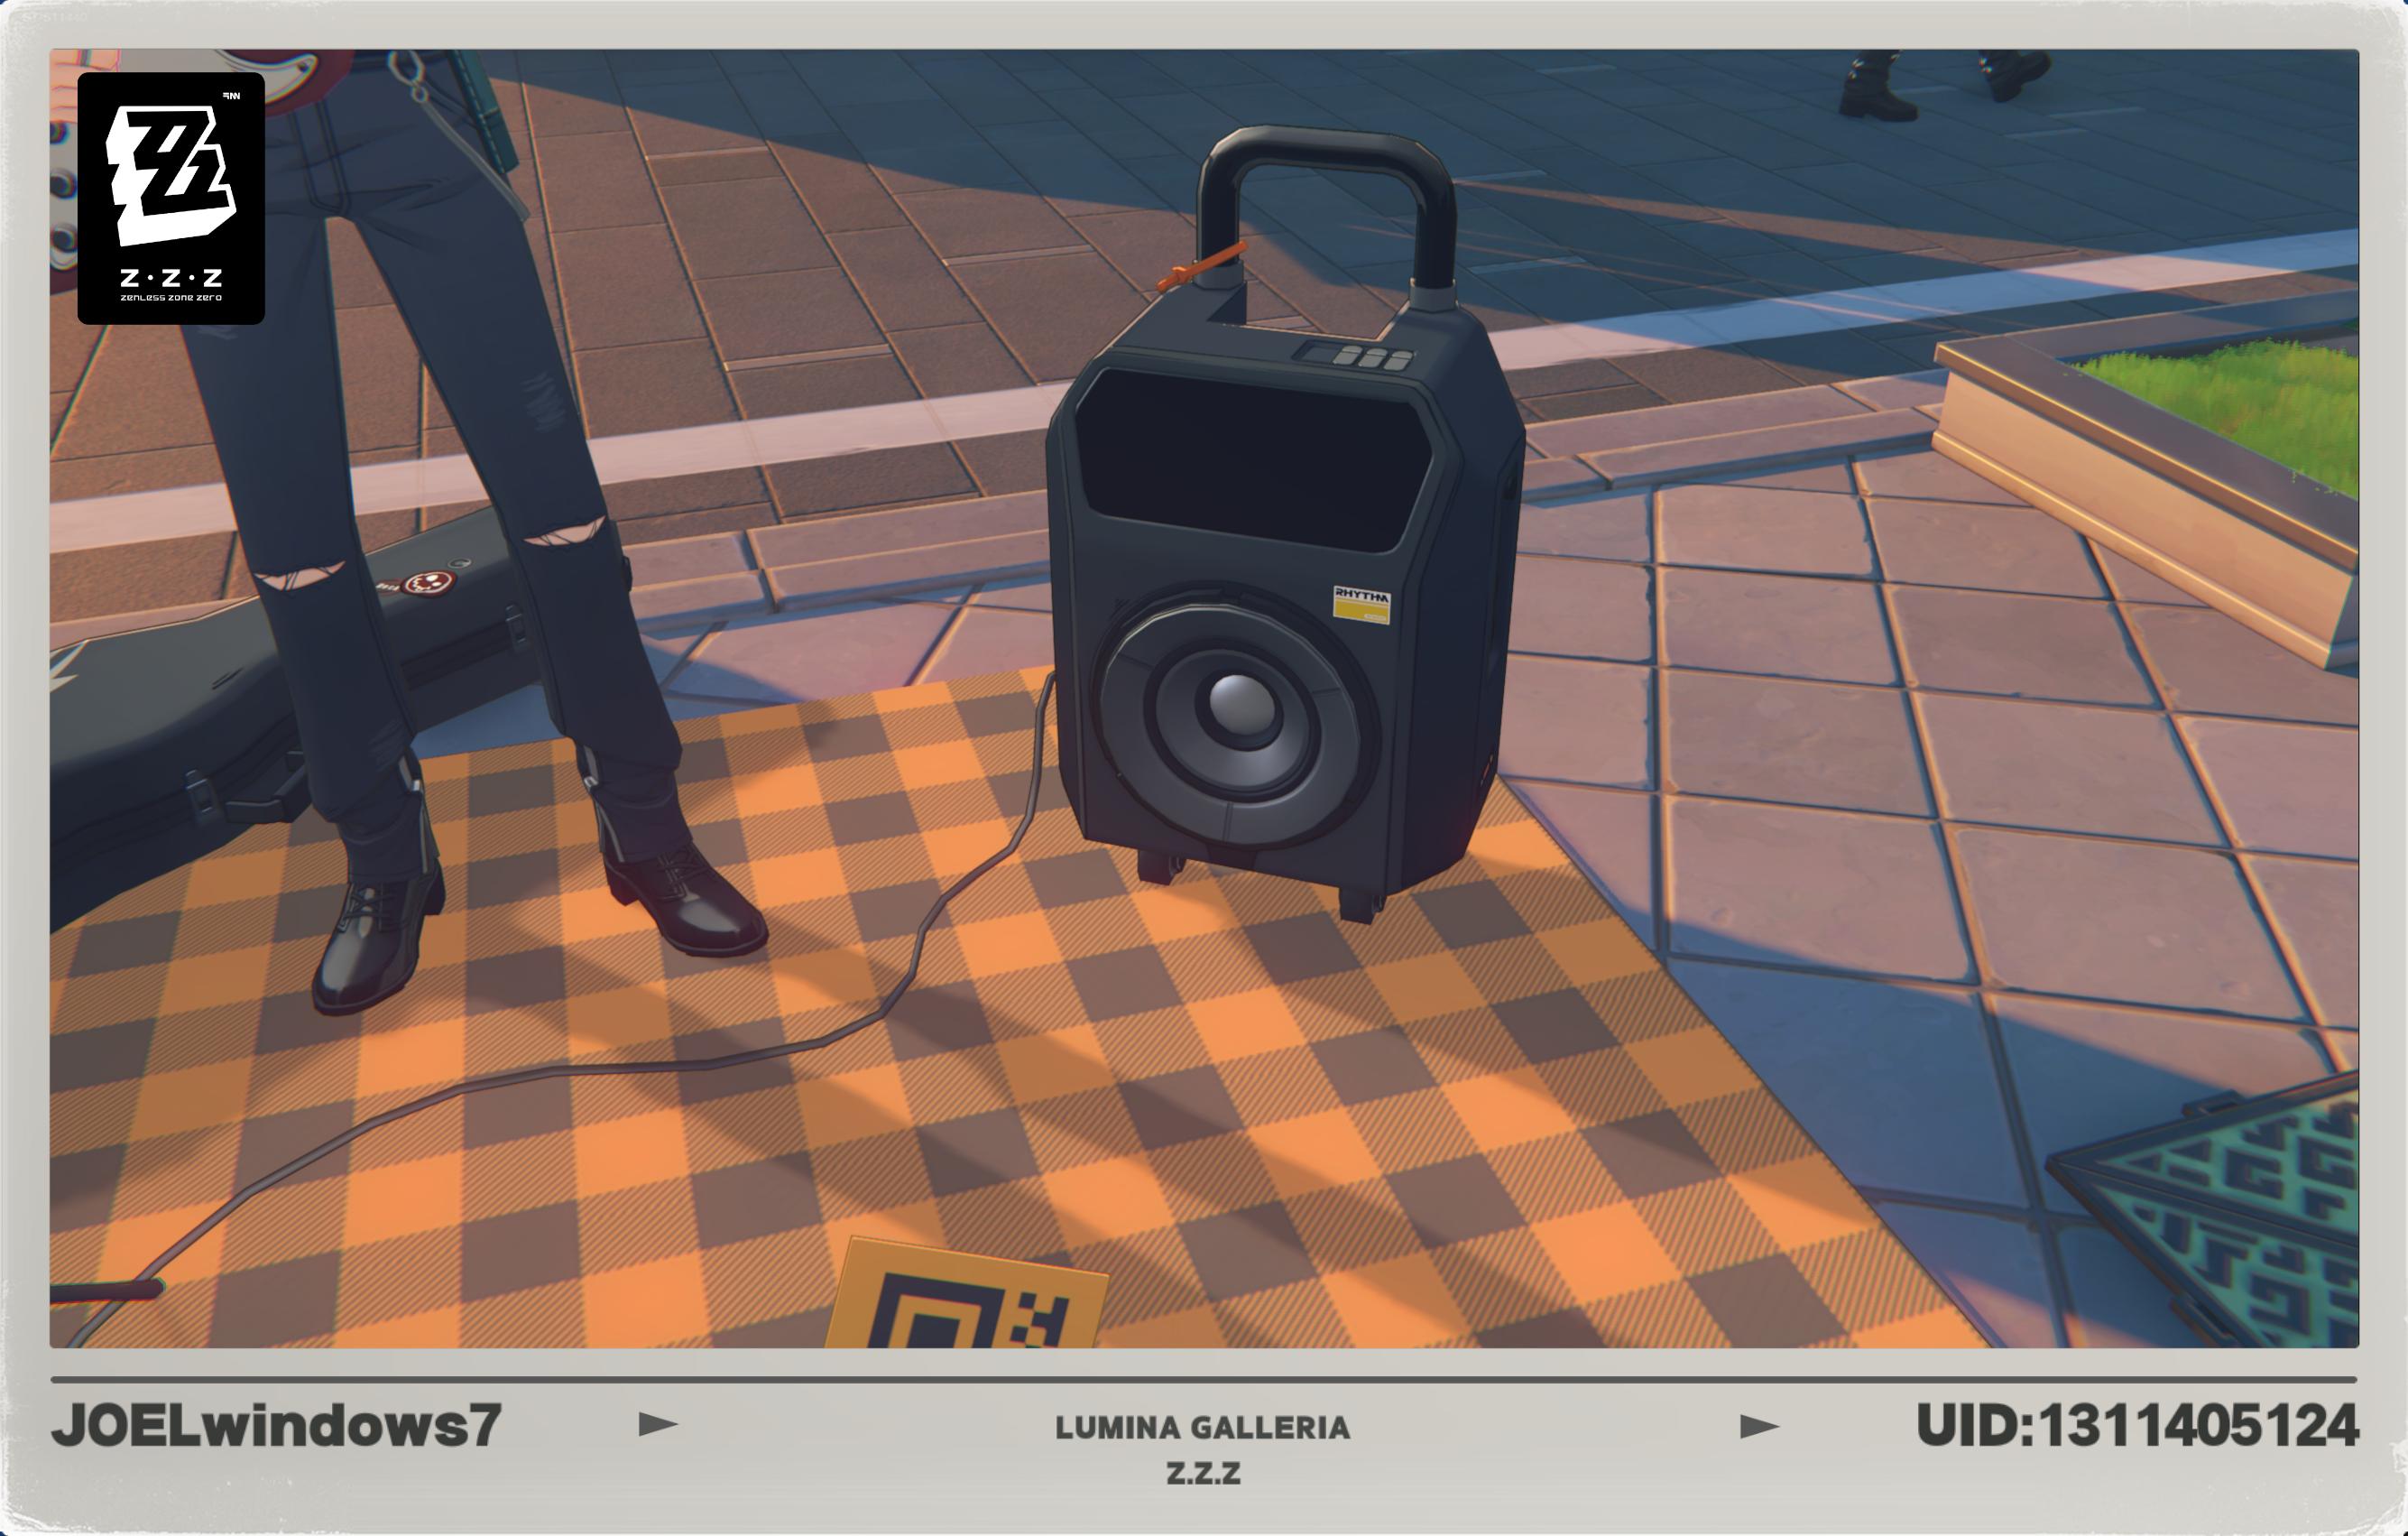 Z·Z·Z
ZENLESS ZONE ZERO
RHYTHM
JOELwindows7
LUMINA GALLERIA
Z.Z.Z
UID:1311405124